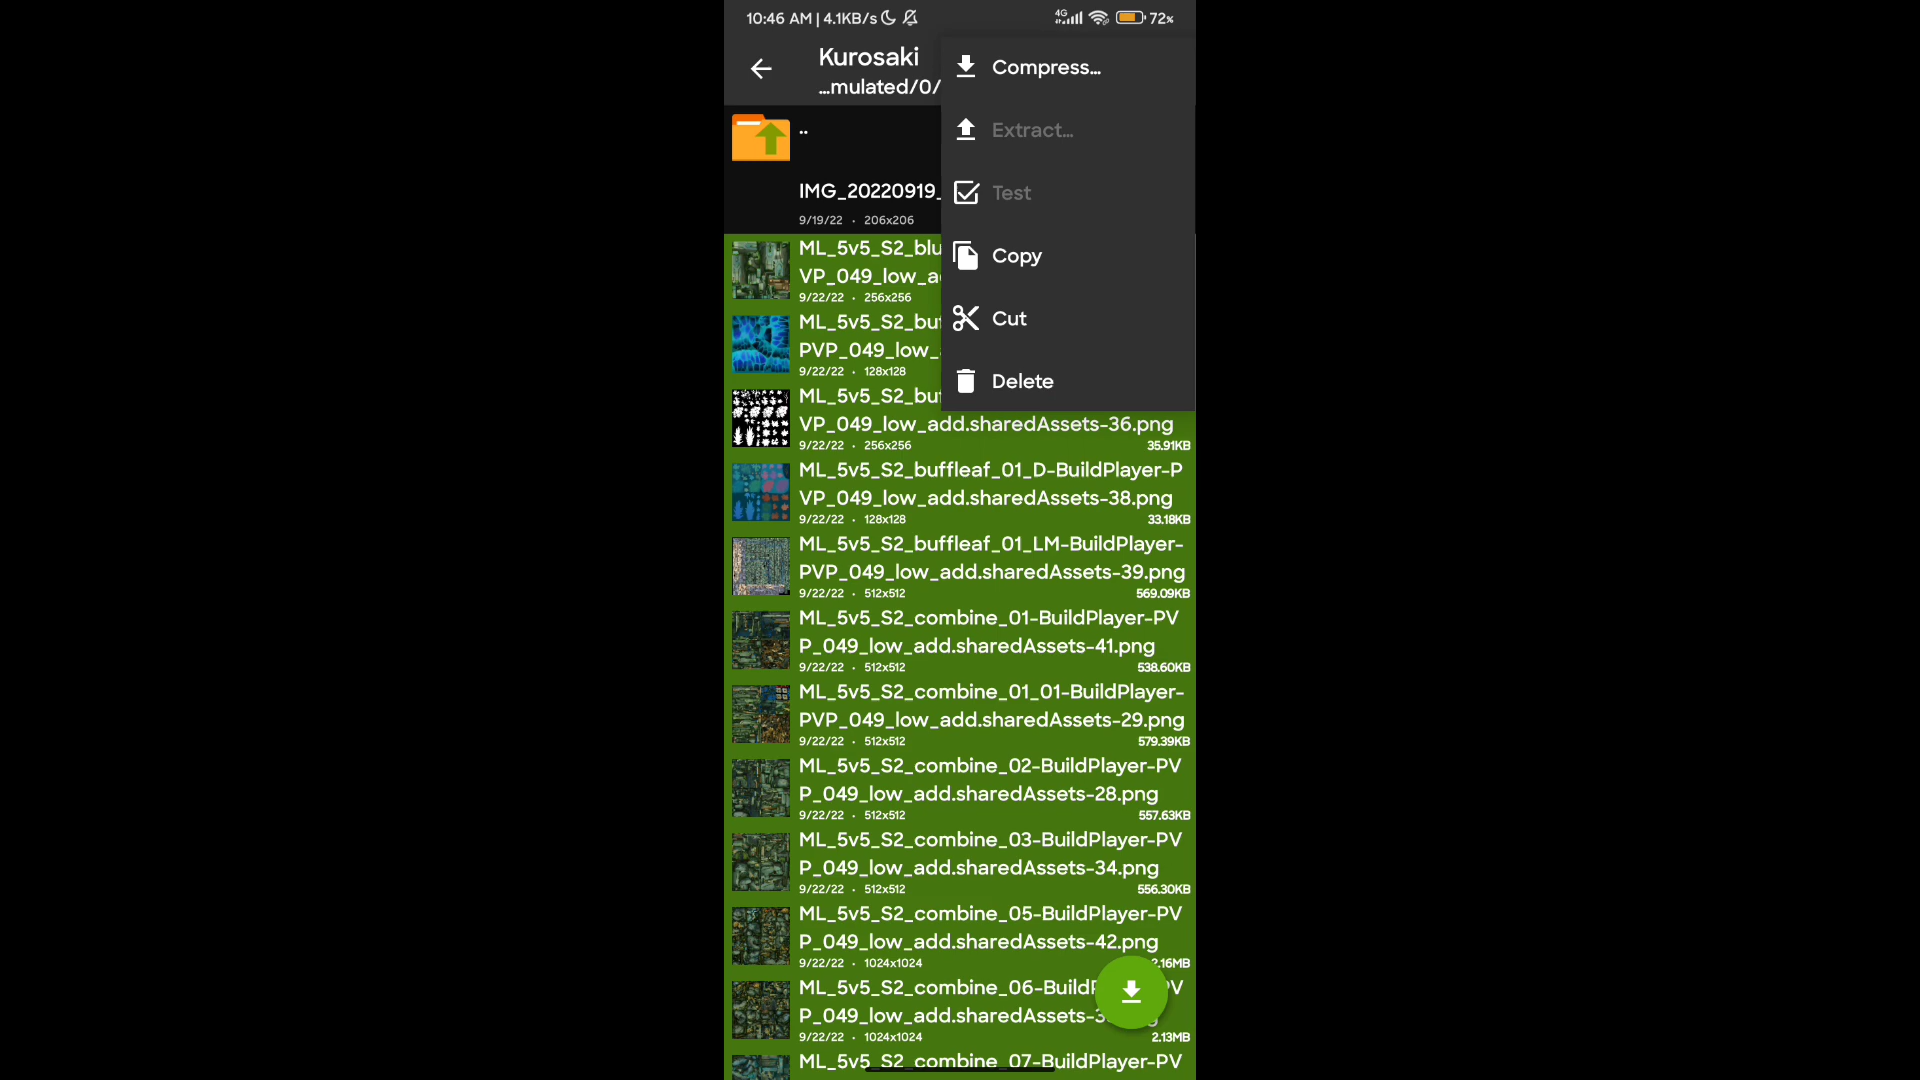 10:46 AM | 4.1KB/s 4G 72%
Kurosaki
...mulated/0/
Compress...
Extract...
Test
Copy
Cut
Delete
..
IMG_20220919_
9/19/22 · 206x206
ML_5v5_S2_blu
VP_049_low_a
9/22/22 · 256x256
ML_5v5_S2_buf
PVP_049_low_
9/22/22 · 128x128
ML_5v5_S2_buf
VP_049_low_add.sharedAssets-36.png
9/22/22 · 256x256 35.91KB
ML_5v5_S2_buffleaf_01_D-BuildPlayer-P
VP_049_low_add.sharedAssets-38.png
9/22/22 · 128x128 33.18KB
ML_5v5_S2_buffleaf_01_LM-BuildPlayer-
PVP_049_low_add.sharedAssets-39.png
9/22/22 · 512x512 569.09KB
ML_5v5_S2_combine_01-BuildPlayer-PV
P_049_low_add.sharedAssets-41.png
9/22/22 · 512x512 538.60KB
ML_5v5_S2_combine_01_01-BuildPlayer-
PVP_049_low_add.sharedAssets-29.png
9/22/22 · 512x512 579.39KB
ML_5v5_S2_combine_02-BuildPlayer-PV
P_049_low_add.sharedAssets-28.png
9/22/22 · 512x512 557.63KB
ML_5v5_S2_combine_03-BuildPlayer-PV
P_049_low_add.sharedAssets-34.png
9/22/22 · 512x512 556.30KB
ML_5v5_S2_combine_05-BuildPlayer-PV
P_049_low_add.sharedAssets-42.png
9/22/22 · 1024x1024 2.16MB
ML_5v5_S2_combine_06-BuildP V
P_049_low_add.sharedAssets-3
9/22/22 · 1024x1024 2.13MB
ML_5v5_S2_combine_07-BuildPlayer-PV